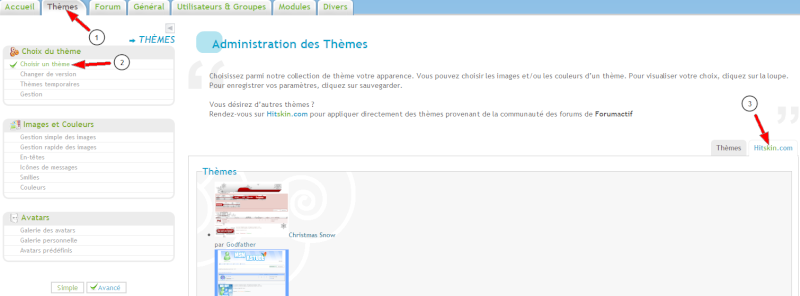 Accueil Thèmes Forum Général Utilisateurs & Groupes Modules Divers
1
THÈMES
Choix du thème
Choisir un thème
2
Changer de version
Thèmes temporaires
Gestion
Images et Couleurs
Gestion simple des images
Gestion rapide des images
En-têtes
Icônes de messages
Smilies
Couleurs
Avatars
Galerie des avatars
Galerie personnelle
Avatars prédéfinis
Simple Avancé
Administration des Thèmes
Choisissez parmi notre collection de thème votre apparence. Vous pouvez choisir les images et/ou les couleurs d'un thème. Pour visualiser votre choix, cliquez sur la loupe.
Pour enregistrer vos paramètres, cliquez sur sauvegarder.
Vous désirez d'autres thèmes ?
Rendez-vous sur Hitskin.com pour appliquer directement des thèmes provenant de la communauté des forums de Forumactif
3
Thèmes Hitskin.com
Thèmes
Christmas Snow
par Godfather